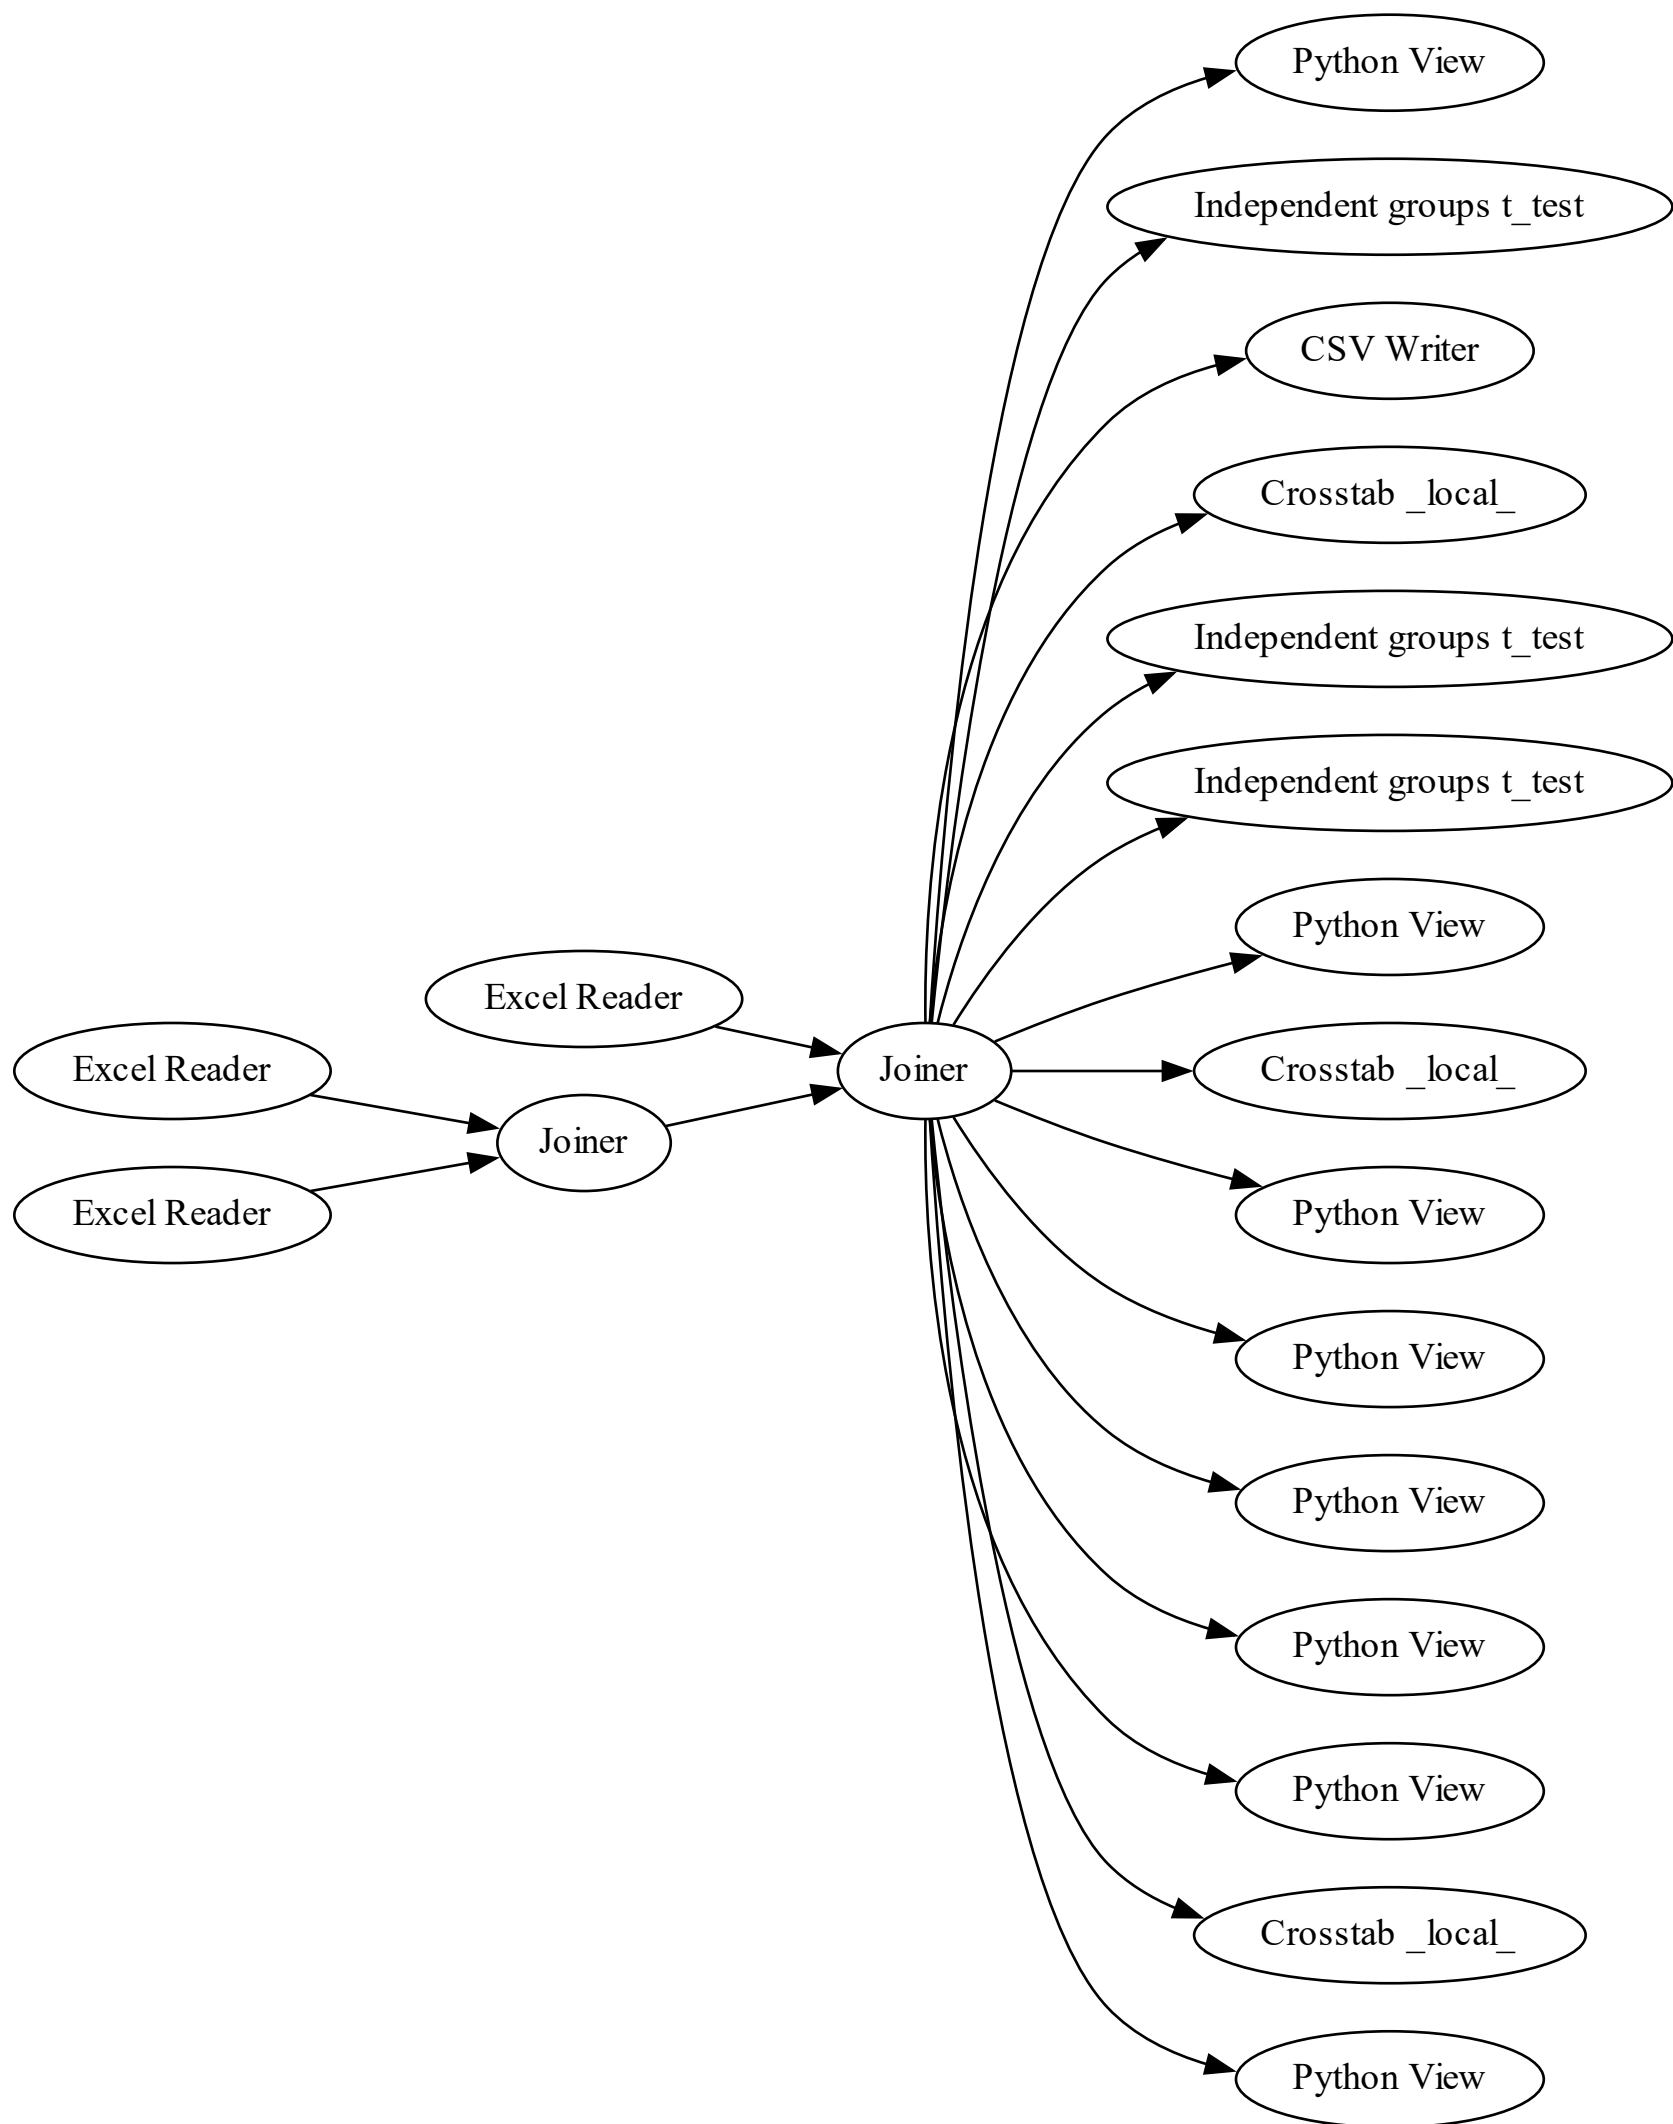 Python View
Independent groups t_test
CSV Writer
Crosstab _local_
Independent groups t_test
Independent groups t_test
Python View
Excel Reader
Excel Reader
Joiner
Crosstab _local_
Joiner
Excel Reader
Python View
Python View
Python View
Python View
Python View
Crosstab _local_
Python View